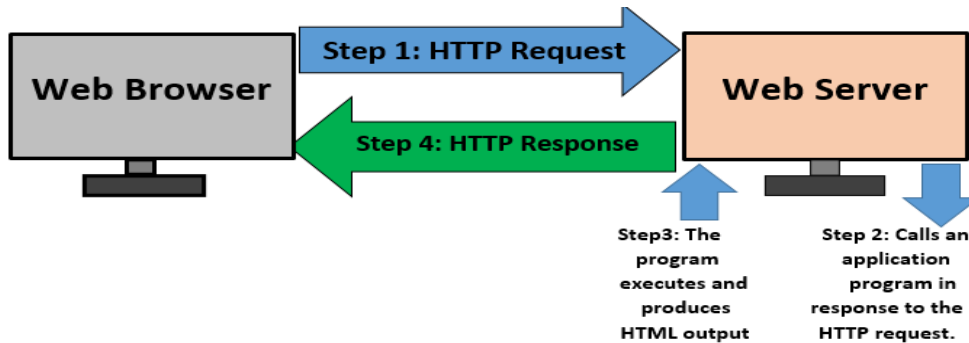 Web Browser
Step 1: HTTP Request
Web Server
Step 4: HTTP Response
Step3: The
program
executes and
produces
HTML output
Step 2: Calls an
application
program in
response to the
HTTP request.